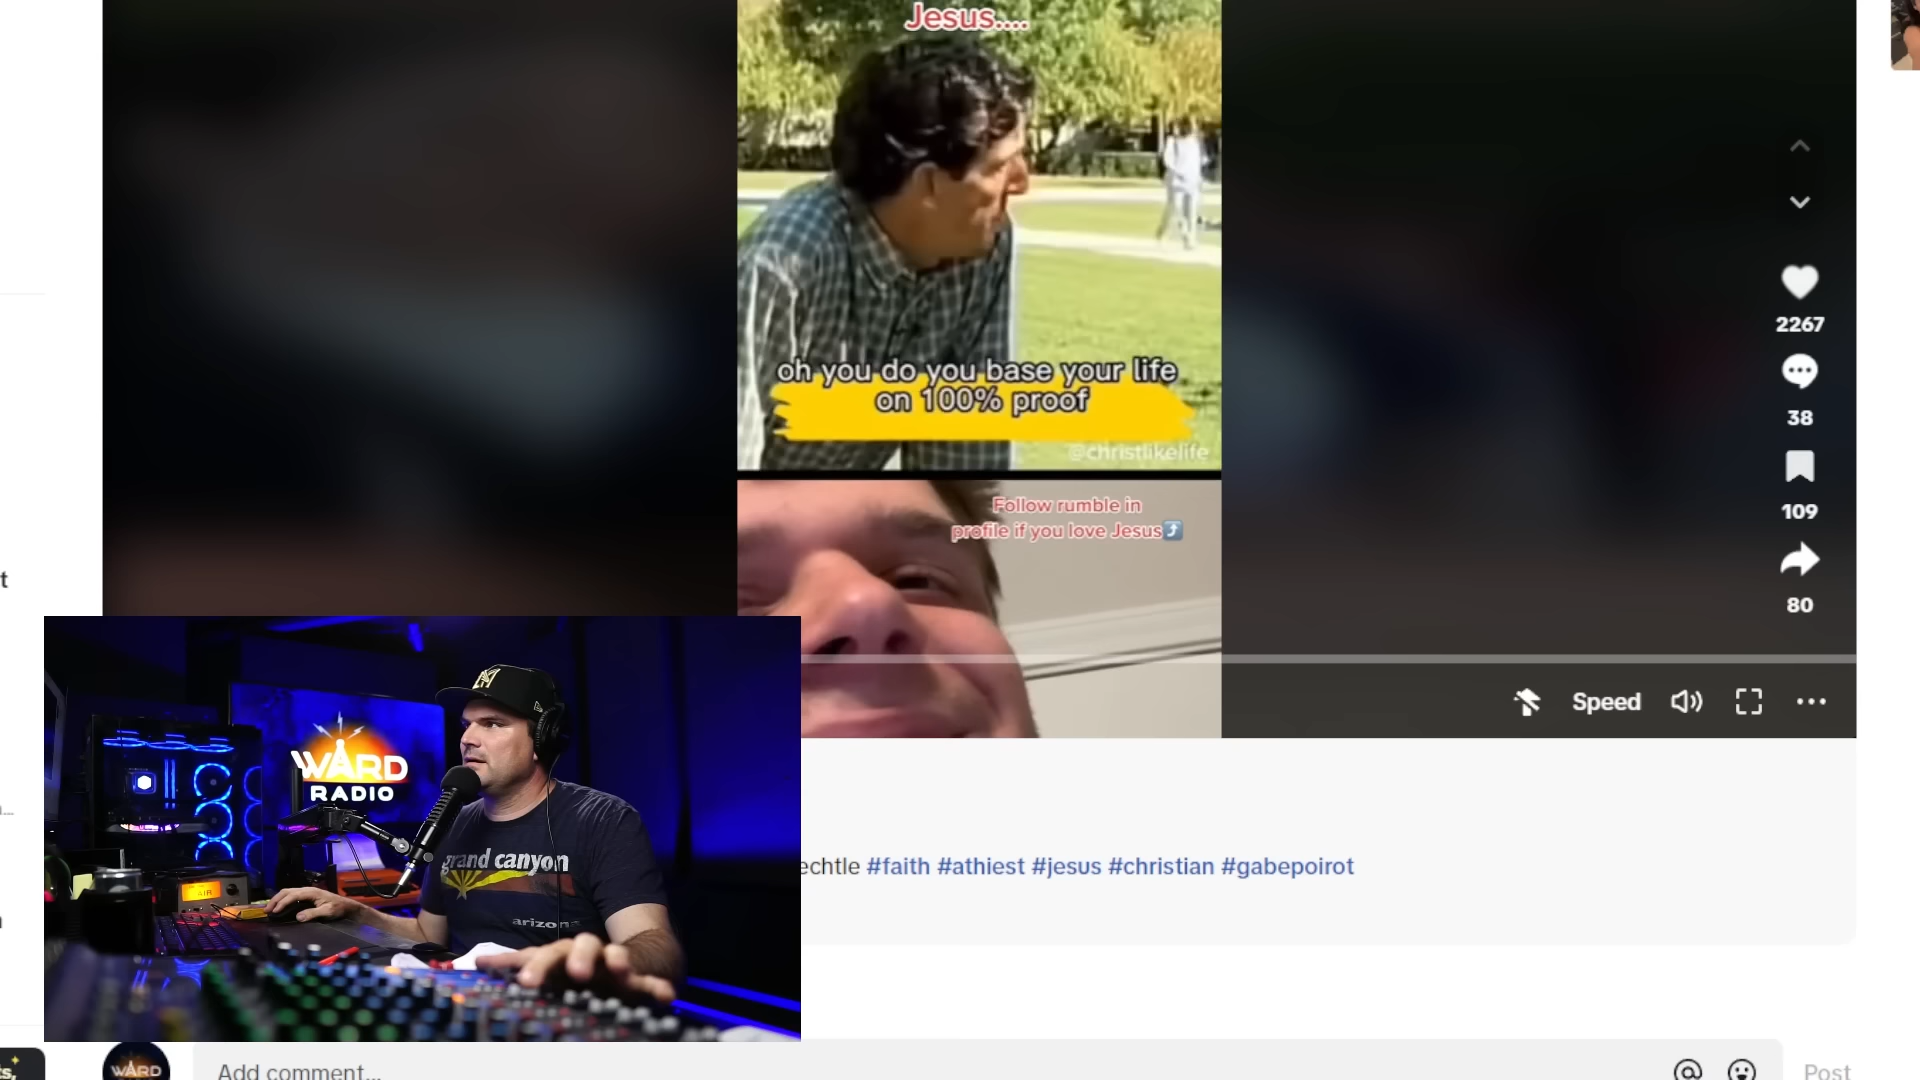 Jesus....
oh you do you base your life
on 100% proof
@christlikelife
Follow rumble in
profile if you love Jesus
2267
38
109
80
Speed
WARD
RADIO
AIR
grand canyon
arizona
echtle #faith #athiest #jesus #christian #gabepoirot
WARD
Add comment...
Post